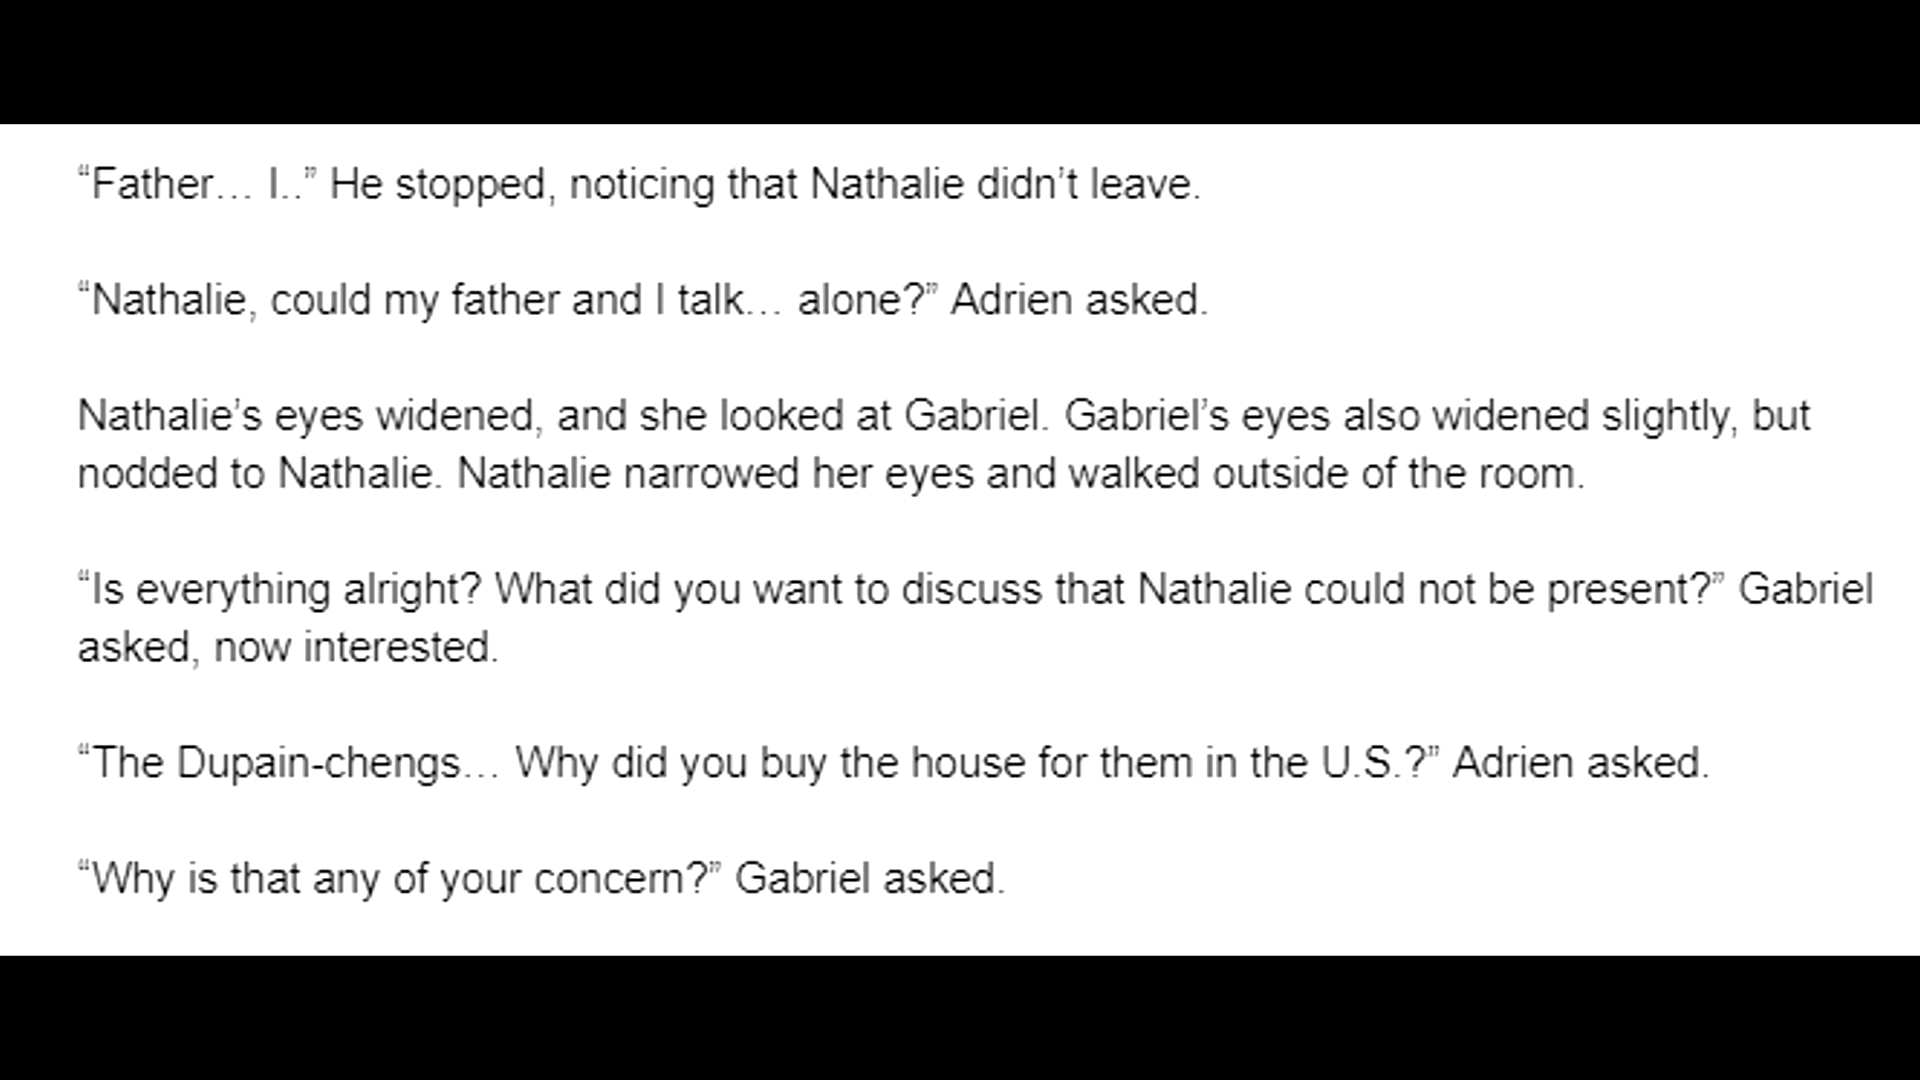 “Father… I..” He stopped, noticing that Nathalie didn’t leave.
“Nathalie, could my father and I talk… alone?” Adrien asked.
Nathalie’s eyes widened, and she looked at Gabriel. Gabriel’s eyes also widened slightly, but
nodded to Nathalie. Nathalie narrowed her eyes and walked outside of the room.
“Is everything alright? What did you want to discuss that Nathalie could not be present?” Gabriel
asked, now interested.
“The Dupain-chengs… Why did you buy the house for them in the U.S.?” Adrien asked.
“Why is that any of your concern?” Gabriel asked.